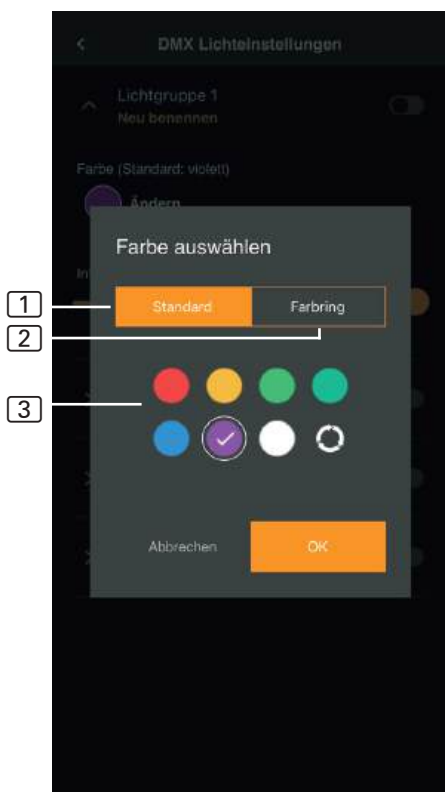 DMX Lichteinstellungen
Lichtgruppe 1
Neu benennen
Farbe (Standard: violett)
Ändern
Farbe auswählen
1
Standard
Farbring
2
3
Abbrechen
OK